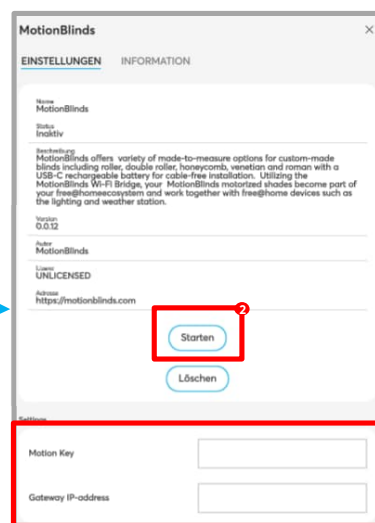 MotionBlinds ×
EINSTELLUNGEN INFORMATION
Name
MotionBlinds
Status
Inaktiv
Beschreibung
MotionBlinds offers variety of made-to-measure options for custom-made
blinds including roller, double roller, honeycomb, venetian and roman with a
USB-C rechargeable battery for cable-free installation. Utilizing the
MotionBlinds Wi-Fi Bridge, your MotionBlinds motorized shades become part of
your free@homeecosystem and work together with free@home devices such as
the lighting and weather station.
Version
0.0.12
Autor
MotionBlinds
Lizenz
UNLICENSED
Adresse
https://motionblinds.com
2
Starten
Löschen
Settings
Motion Key
Gateway IP-address